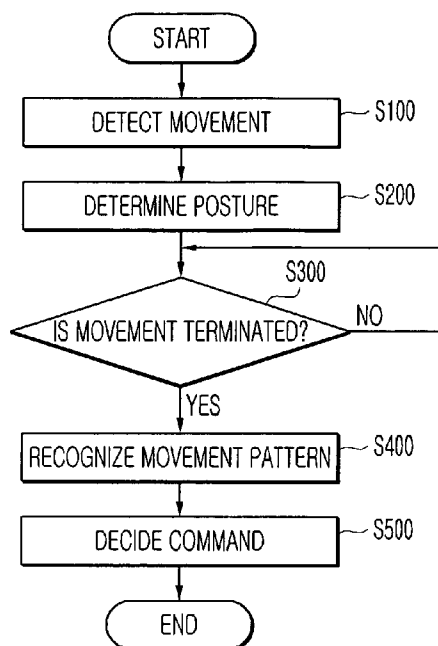 START
DETECT MOVEMENT
S100
DETERMINE POSTURE
S200
S300
IS MOVEMENT TERMINATED?
NO
YES
RECOGNIZE MOVEMENT PATTERN
S400
DECIDE COMMAND
S500
END